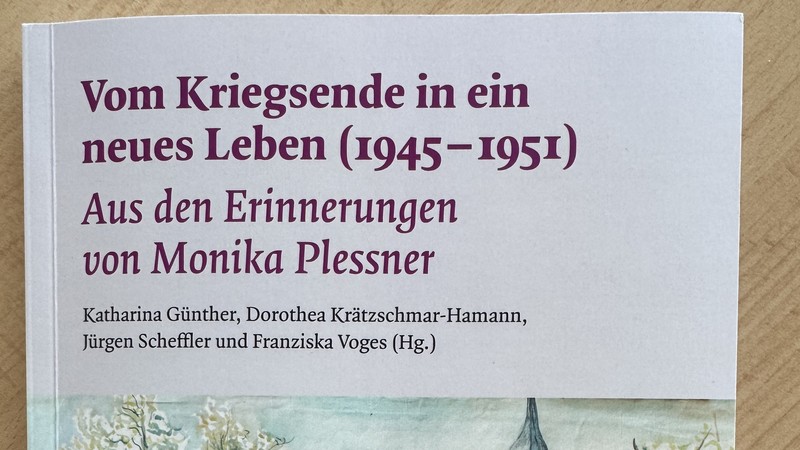 Vom Kriegsende in ein
neues Leben (1945–1951)
Aus den Erinnerungen
von Monika Plessner
Katharina Günther, Dorothea Krätzschmar-Hamann,
Jürgen Scheffler und Franziska Voges (Hg.)